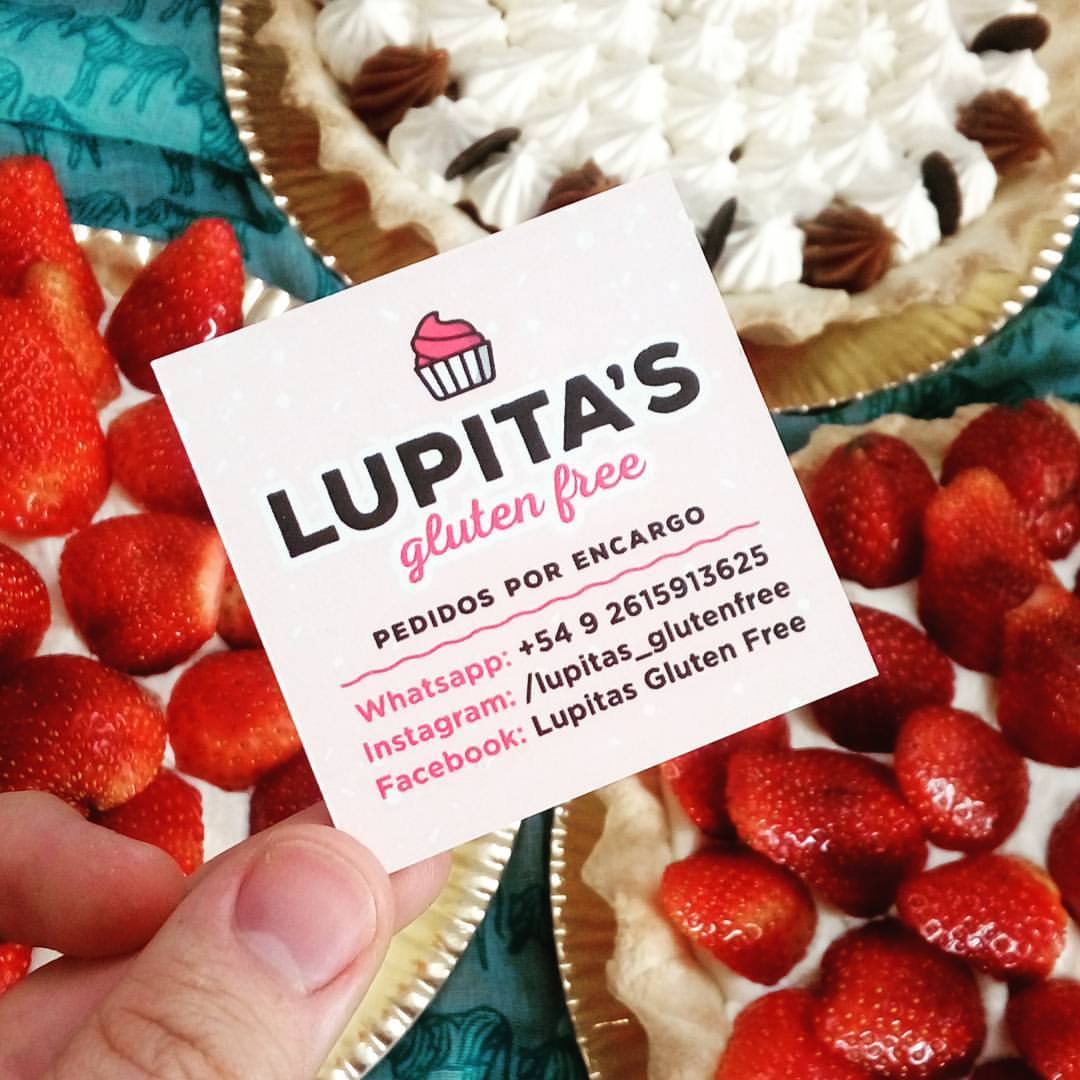 LUPITA'S
gluten free
PEDIDOS POR ENCARGO
Whatsapp: +54 9 2615913625
Instagram: /lupitas_glutenfree
Facebook: Lupitas Gluten Free